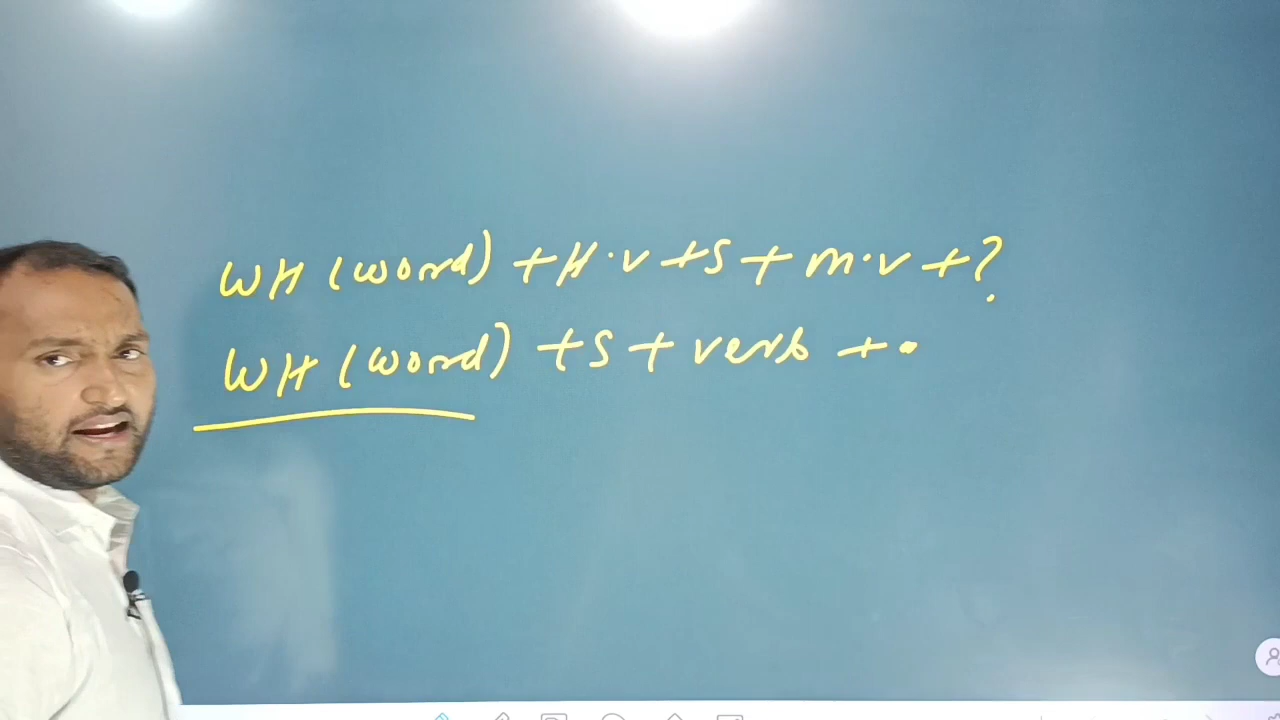 WH (word) + H.v + S + m.v + ?
WH (word) + S + verb + .